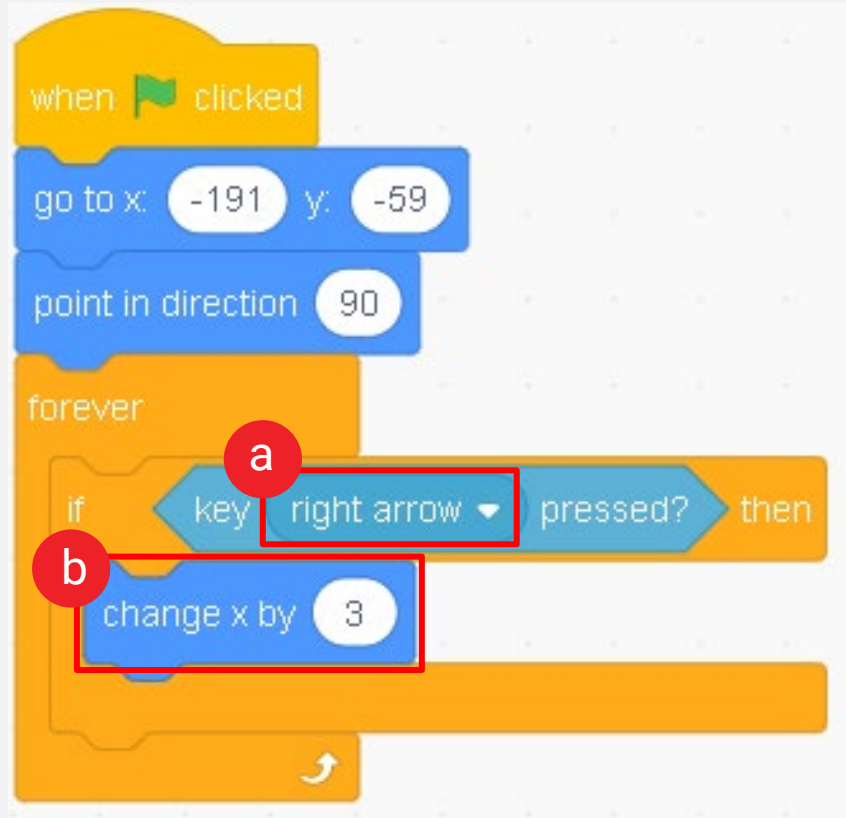 when clicked
go to x: -191 y: -59
point in direction 90
forever
a
if key right arrow pressed? then
b
change x by 3